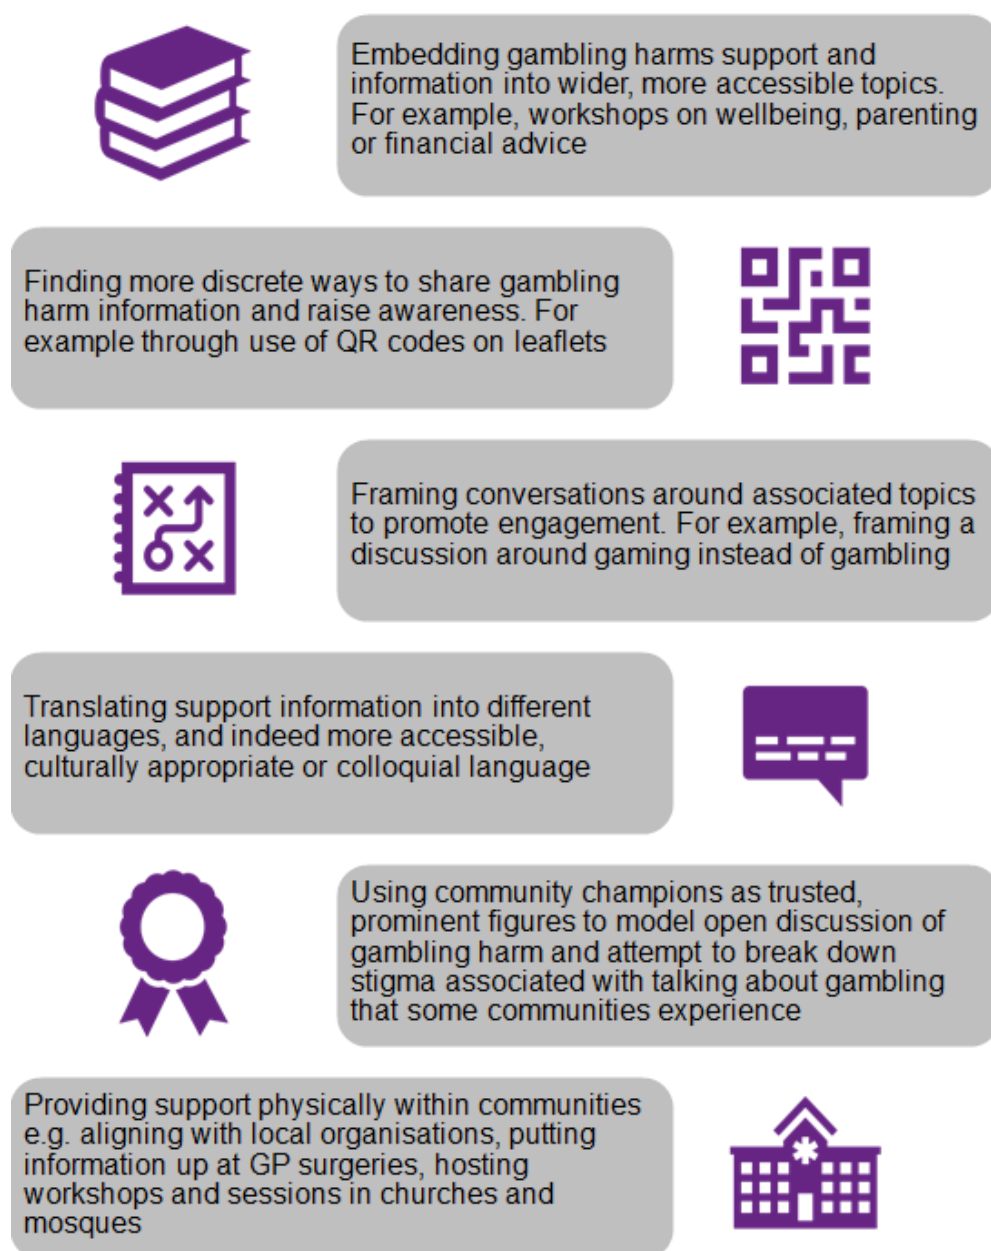 Embedding gambling harms support and
information into wider, more accessible topics.
For example, workshops on wellbeing, parenting
or financial advice
Finding more discrete ways to share gambling
harm information and raise awareness. For
example through use of QR codes on leaflets
Framing conversations around associated topics
to promote engagement. For example, framing a
discussion around gaming instead of gambling
Translating support information into different
languages, and indeed more accessible,
culturally appropriate or colloquial language
Using community champions as trusted,
prominent figures to model open discussion of
gambling harm and attempt to break down
stigma associated with talking about gambling
that some communities experience
Providing support physically within communities
e.g. aligning with local organisations, putting
information up at GP surgeries, hosting
workshops and sessions in churches and
mosques